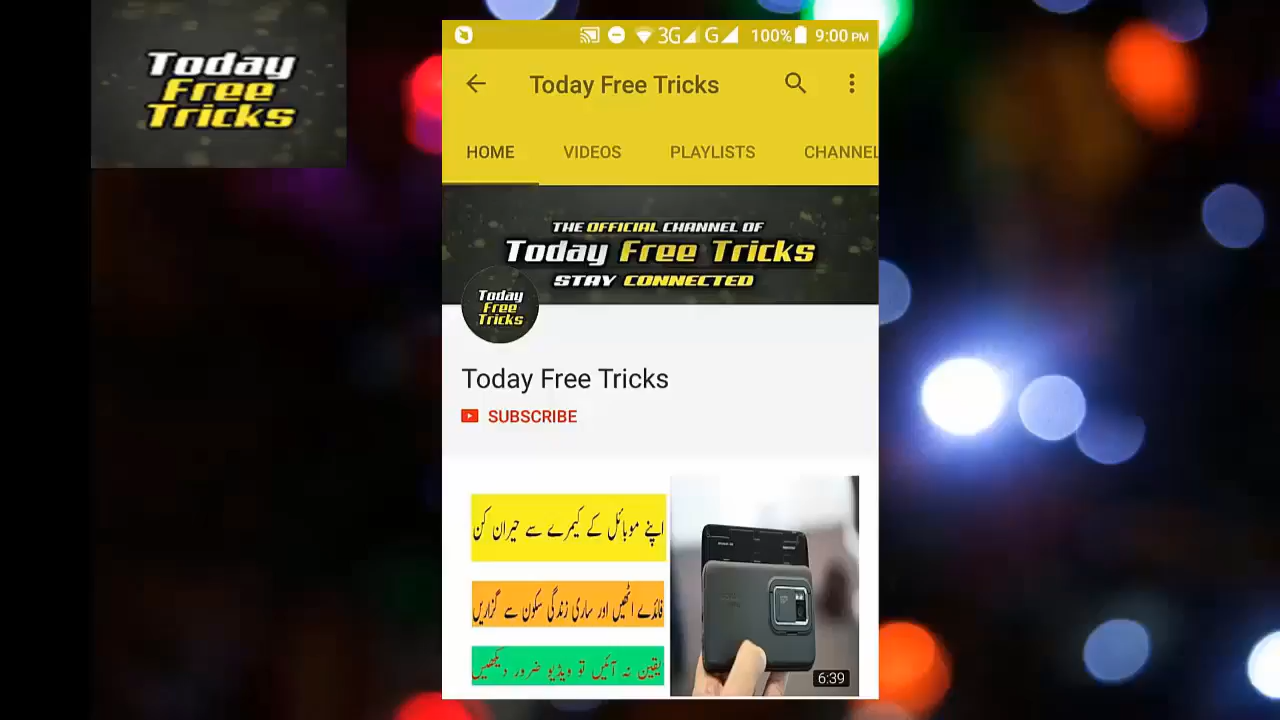 Today
Free
Tricks
3G G 100% 9:00 PM
Today Free Tricks
HOME VIDEOS PLAYLISTS CHANNEL
THE OFFICIAL CHANNEL OF
Today Free Tricks
STAY CONNECTED
Today
Free
Tricks
Today Free Tricks
SUBSCRIBE
اپنے موبائل کے کیمرے سے حیران کن
فائدے اٹھیں اور ساری زندگی سکون سے گزاریں
یقین نہ آئیں تو ویڈیو ضرور دیکھیں
6:39